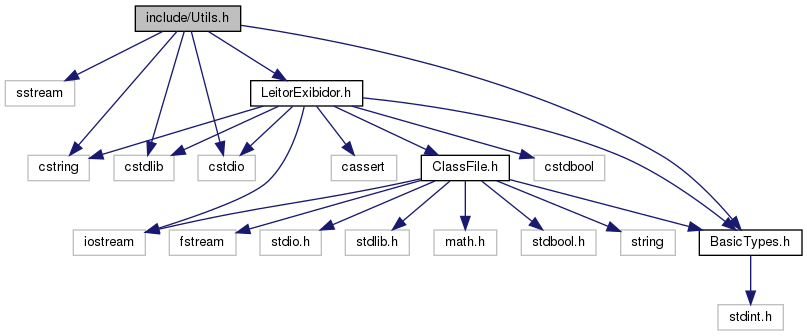 include/Utils.h
sstream
LeitorExibidor.h
cstring
cstdlib
cstdio
cassert
ClassFile.h
cstdbool
iostream
fstream
stdio.h
stdlib.h
math.h
stdbool.h
string
BasicTypes.h
stdint.h